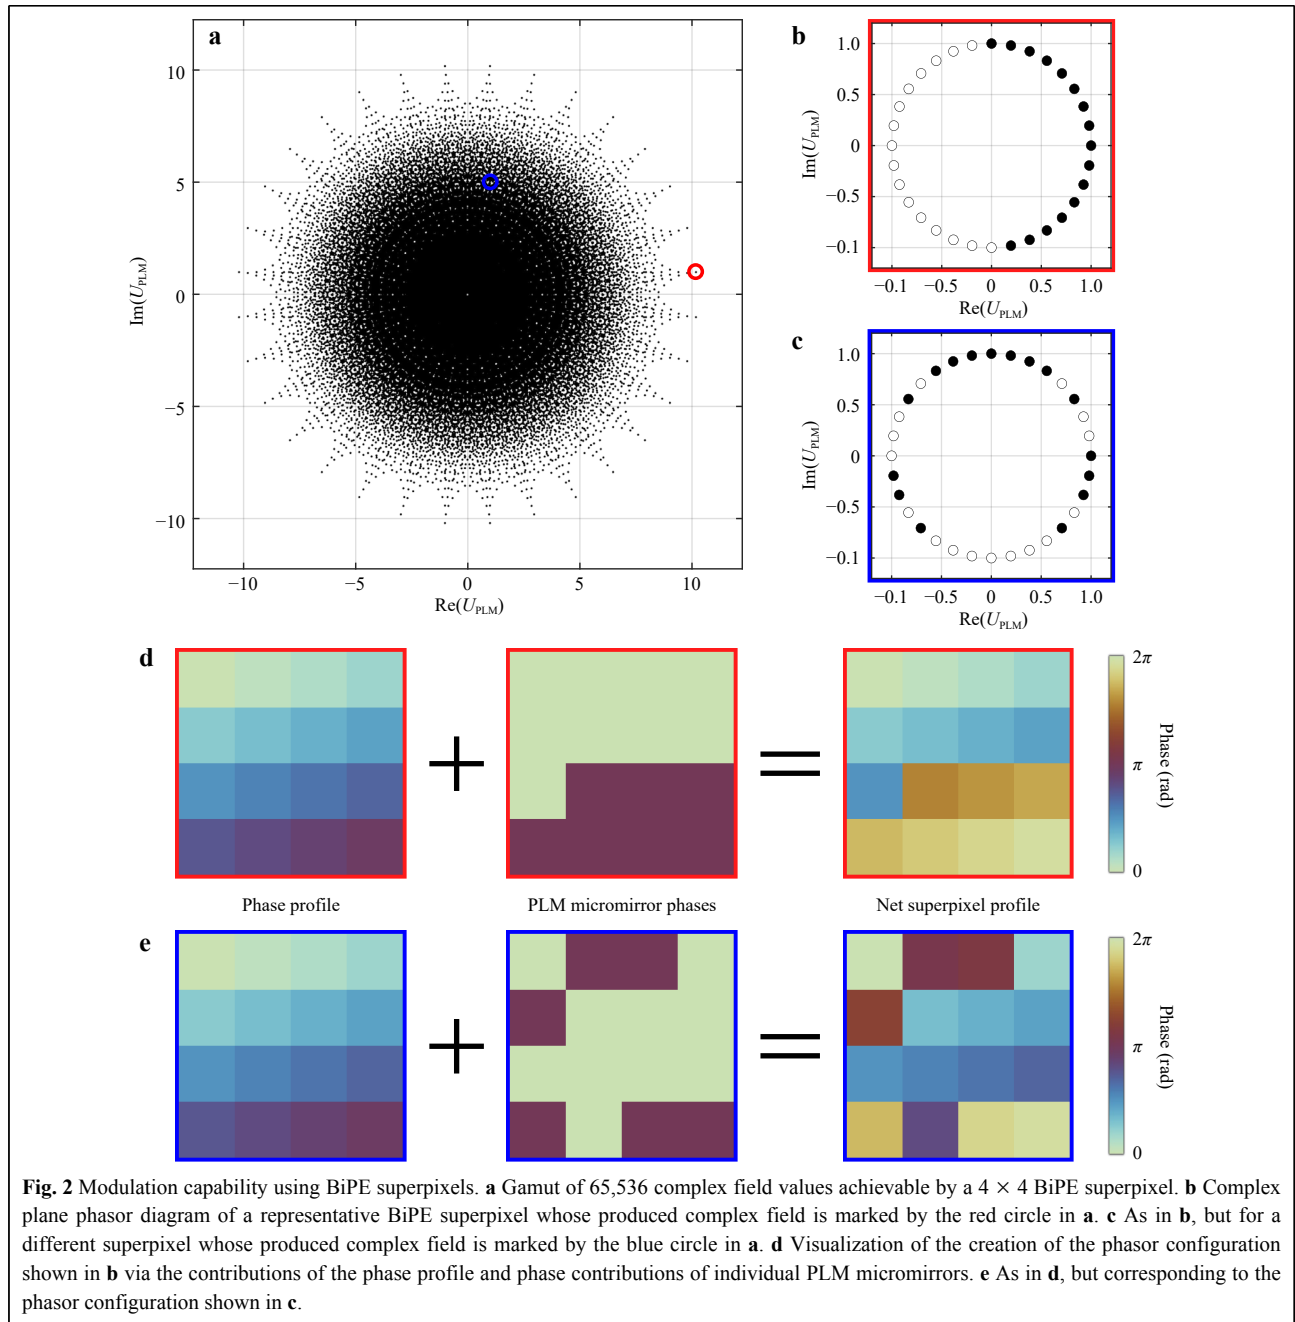 a
10
5
0
−5
−10
−10
−5
0
5
10
Im(U_PLM)
Re(U_PLM)
b
1.0
0.5
0
−0.5
−0.1
−0.1
−0.5
0
0.5
1.0
Im(U_PLM)
Re(U_PLM)
c
1.0
0.5
0
−0.5
−0.1
−0.1
−0.5
0
0.5
1.0
Im(U_PLM)
Re(U_PLM)
d
+
=
2π
π
0
Phase (rad)
Phase profile
PLM micromirror phases
Net superpixel profile
e
+
=
2π
π
0
Phase (rad)
Fig. 2 Modulation capability using BiPE superpixels. a Gamut of 65,536 complex field values achievable by a 4 × 4 BiPE superpixel. b Complex
plane phasor diagram of a representative BiPE superpixel whose produced complex field is marked by the red circle in a. c As in b, but for a
different superpixel whose produced complex field is marked by the blue circle in a. d Visualization of the creation of the phasor configuration
shown in b via the contributions of the phase profile and phase contributions of individual PLM micromirrors. e As in d, but corresponding to the
phasor configuration shown in c.